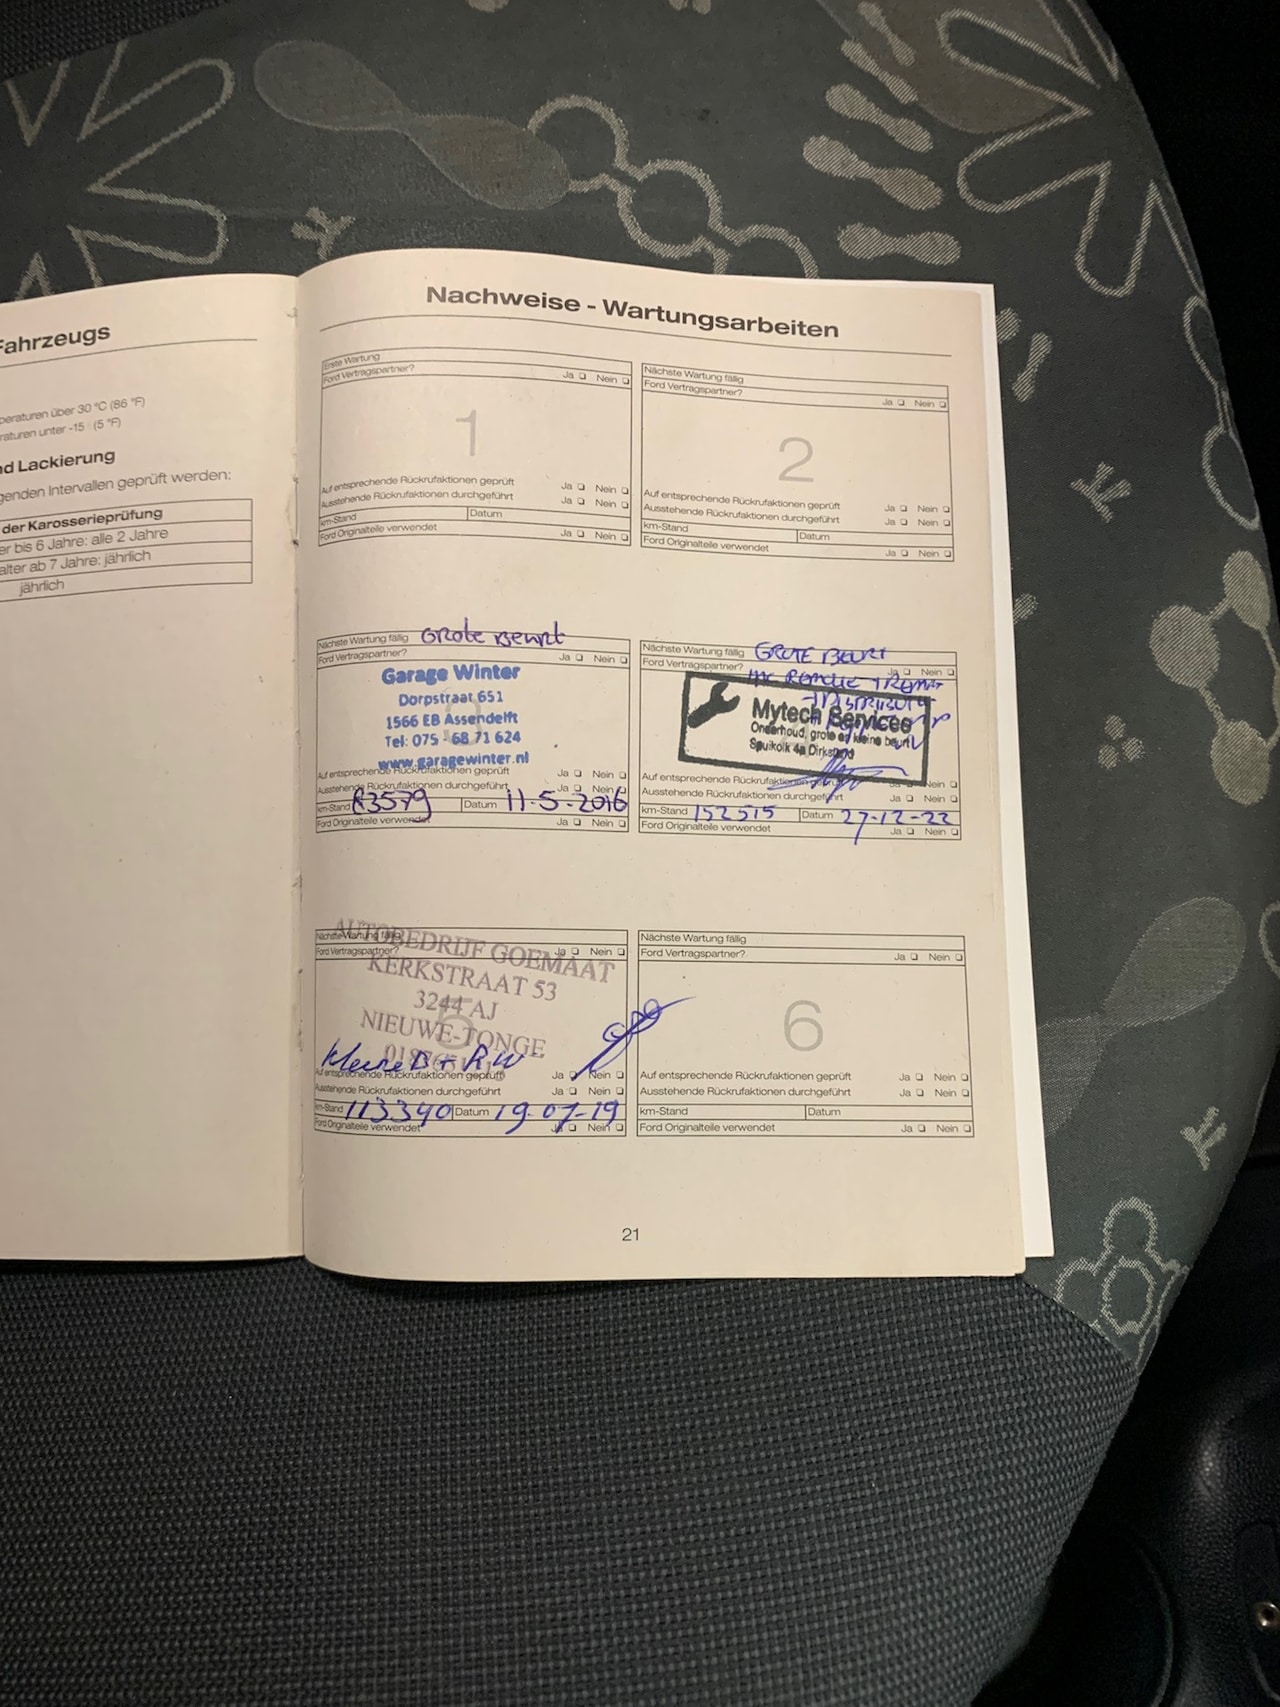 Fahrzeugs
peraturen über 30 °C (86 °F)
raturen unter -15 (5 °F)
nd Lackierung
genden Intervallen geprüft werden:
der Karosserieprüfung
er bis 6 Jahre: alle 2 Jahre
alter ab 7 Jahre: jährlich
jährlich
Nachweise - Wartungsarbeiten
Erste Wartung
Ford Vertragspartner? Ja Nein
1
Auf entsprechende Rückrufaktionen geprüft Ja Nein
Ausstehende Rückrufaktionen durchgeführt Ja Nein
km-Stand Datum
Ford Originalteile verwendet Ja Nein
Nächste Wartung fällig
Ford Vertragspartner? Ja Nein
2
Auf entsprechende Rückrufaktionen geprüft Ja Nein
Ausstehende Rückrufaktionen durchgeführt Ja Nein
km-Stand Datum
Ford Originalteile verwendet Ja Nein
Nächste Wartung fällig Grote Beurt
Ford Vertragspartner? Ja Nein
Garage Winter
Dorpstraat 651
1566 EB Assendelft
Tel: 075 - 68 71 624
www.garagewinter.nl
3
Auf entsprechende Rückrufaktionen geprüft Ja Nein
Ausstehende Rückrufaktionen durchgeführt Ja Nein
km-Stand 83579 Datum 11-5-2016
Ford Originalteile verwendet Ja Nein
Nächste Wartung fällig GROTE BEURT
Ford Vertragspartner? Ja Nein
DISTRIBUTIE
Mytech Services
Onderhoud, grote en kleine beurt
Spuikolk 4a Dirksland
Auf entsprechende Rückrufaktionen geprüft Ja Nein
Ausstehende Rückrufaktionen durchgeführt Ja Nein
km-Stand 152515 Datum 27-12-22
Ford Originalteile verwendet Ja Nein
Nächste Wartung fällig
Ford Vertragspartner? Ja Nein
AUTOBEDRIJF GOEMAAT
KERKSTRAAT 53
3244 AJ
NIEUWE-TONGE
5
kleine B + RW
Auf entsprechende Rückrufaktionen geprüft Ja Nein
Ausstehende Rückrufaktionen durchgeführt Ja Nein
km-Stand 113340 Datum 19-07-19
Ford Originalteile verwendet Ja Nein
Nächste Wartung fällig
Ford Vertragspartner? Ja Nein
6
Auf entsprechende Rückrufaktionen geprüft Ja Nein
Ausstehende Rückrufaktionen durchgeführt Ja Nein
km-Stand Datum
Ford Originalteile verwendet Ja Nein
21